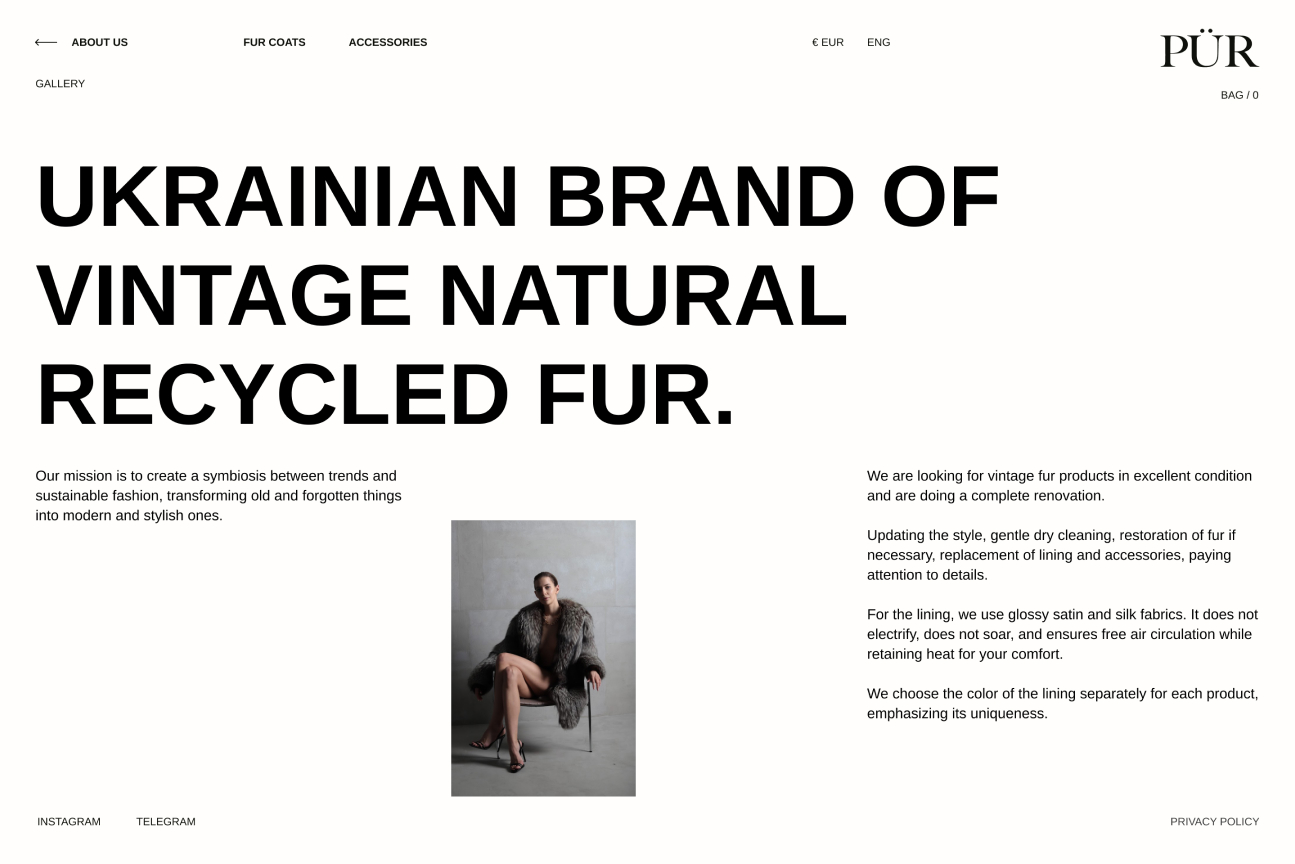 ABOUT US
FUR COATS
ACCESSORIES
€ EUR
ENG
PÜR
GALLERY
BAG / 0
UKRAINIAN BRAND OF
VINTAGE NATURAL
RECYCLED FUR.
Our mission is to create a symbiosis between trends and
sustainable fashion, transforming old and forgotten things
into modern and stylish ones.
We are looking for vintage fur products in excellent condition
and are doing a complete renovation.
Updating the style, gentle dry cleaning, restoration of fur if
necessary, replacement of lining and accessories, paying
attention to details.
For the lining, we use glossy satin and silk fabrics. It does not
electrify, does not soar, and ensures free air circulation while
retaining heat for your comfort.
We choose the color of the lining separately for each product,
emphasizing its uniqueness.
INSTAGRAM
TELEGRAM
PRIVACY POLICY